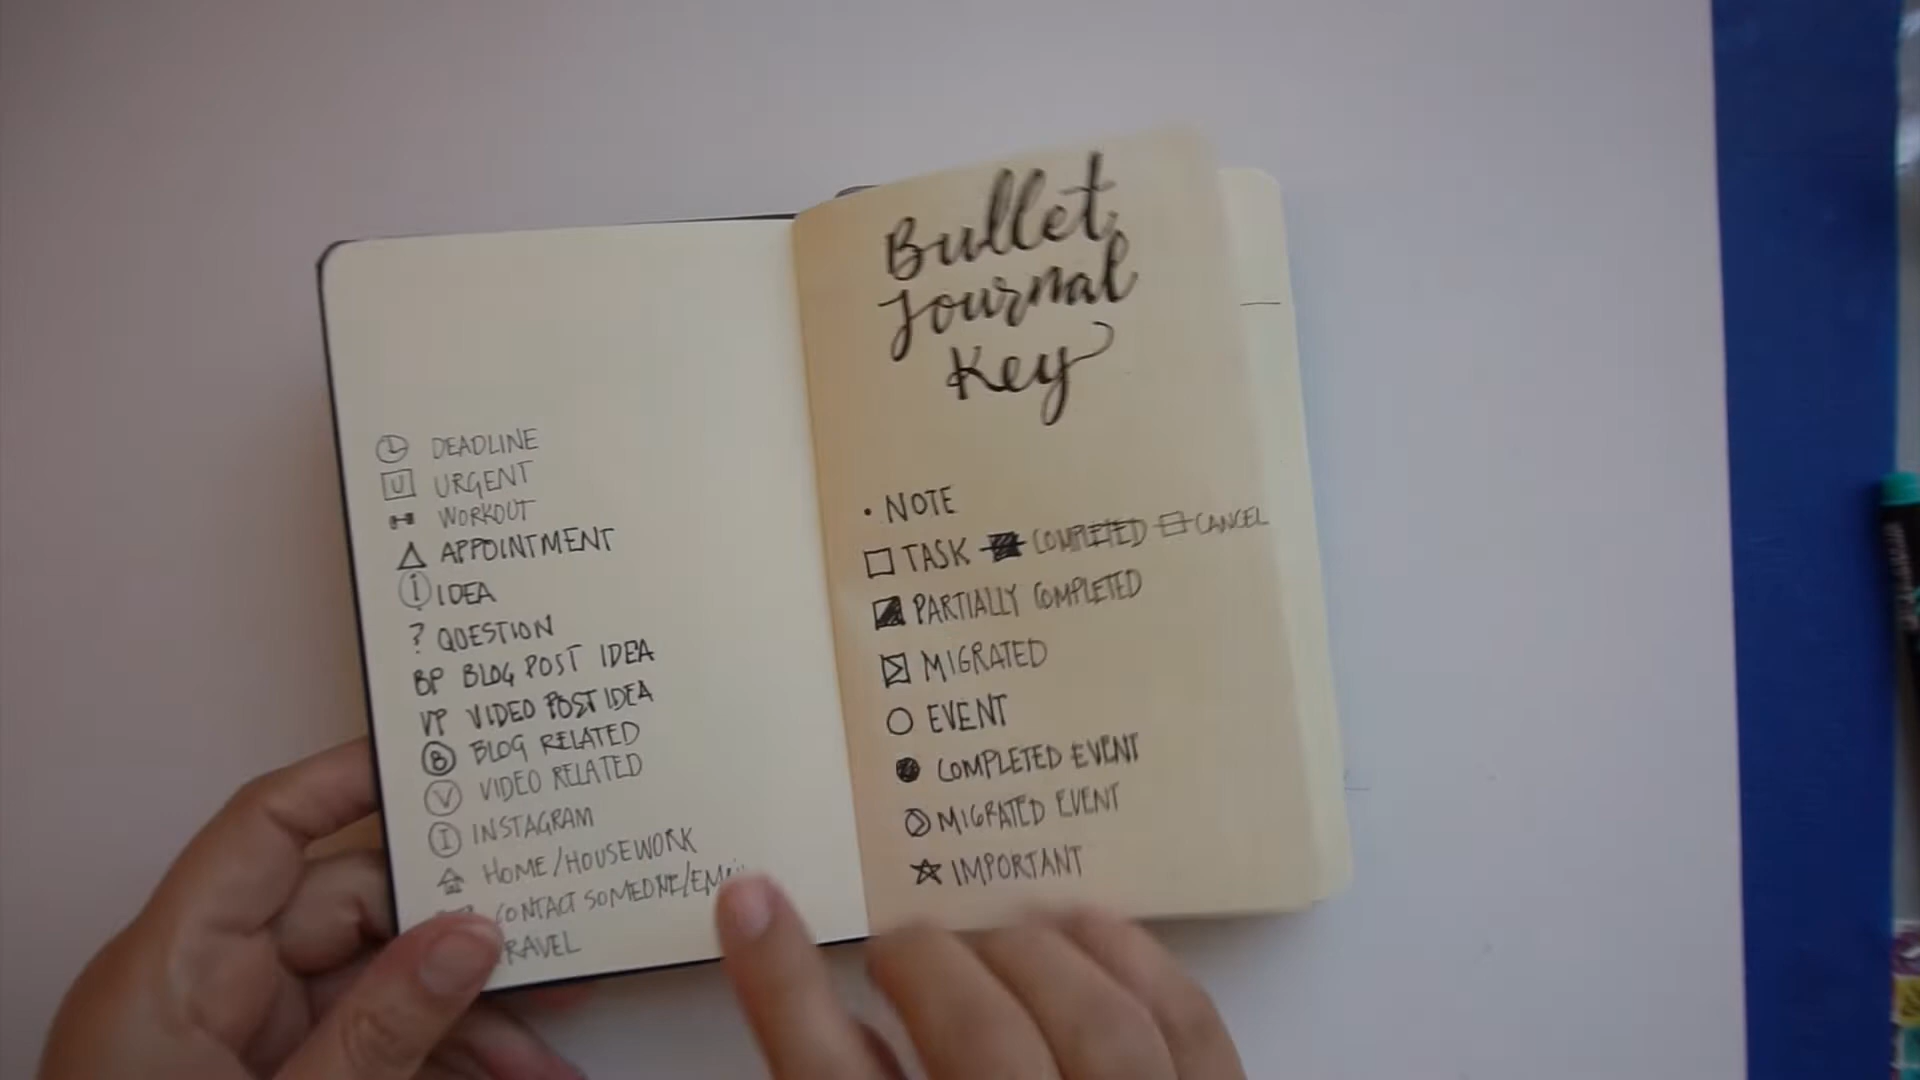 DEADLINE
U URGENT
WORKOUT
APPOINTMENT
i IDEA
? QUESTION
BP BLOG POST IDEA
VP VIDEO POST IDEA
B BLOG RELATED
V VIDEO RELATED
I INSTAGRAM
HOME/HOUSEWORK
CONTACT SOMEONE/
Bullet
Journal
Key
• NOTE
TASK COMPLETED CANCEL
PARTIALLY COMPLETED
MIGRATED
EVENT
COMPLETED EVENT
MIGRATED EVENT
IMPORTANT